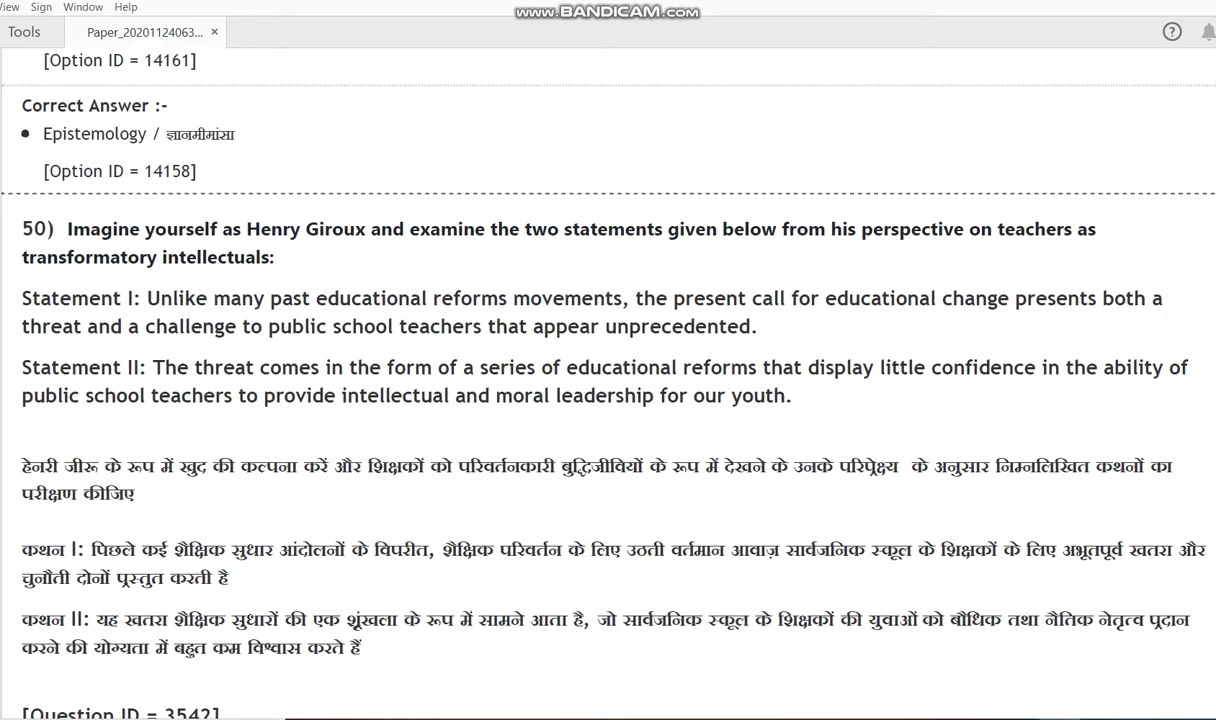 www.BANDICAM.com
View Sign Window Help
Tools Paper_20201124063... ×
[Option ID = 14161]
Correct Answer :-
• Epistemology / ज्ञानमीमांसा
[Option ID = 14158]
50) Imagine yourself as Henry Giroux and examine the two statements given below from his perspective on teachers as
transformatory intellectuals:
Statement I: Unlike many past educational reforms movements, the present call for educational change presents both a
threat and a challenge to public school teachers that appear unprecedented.
Statement II: The threat comes in the form of a series of educational reforms that display little confidence in the ability of
public school teachers to provide intellectual and moral leadership for our youth.
हेनरी जीरू के रूप में खुद की कल्पना करें और शिक्षकों को परिवर्तनकारी बुद्धिजीवियों के रूप में देखने के उनके परिप्रेक्ष्य के अनुसार निम्नलिखित कथनों का
परीक्षण कीजिए
कथन I: पिछले कई शैक्षिक सुधार आंदोलनों के विपरीत, शैक्षिक परिवर्तन के लिए उठती वर्तमान आवाज़ सार्वजनिक स्कूल के शिक्षकों के लिए अभूतपूर्व खतरा और
चुनौती दोनों प्रस्तुत करती है
कथन II: यह खतरा शैक्षिक सुधारों की एक शृंखला के रूप में सामने आता है, जो सार्वजनिक स्कूल के शिक्षकों की युवाओं को बौधिक तथा नैतिक नेतृत्व प्रदान
करने की योग्यता में बहुत कम विश्वास करते हैं
[Question ID = 3542]